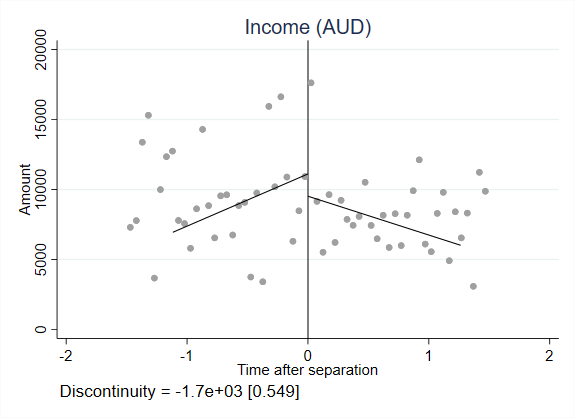 Income (AUD)
20000
15000
10000
5000
0
Amount
-2
-1
0
1
2
Time after separation
Discontinuity = -1.7e+03 [0.549]